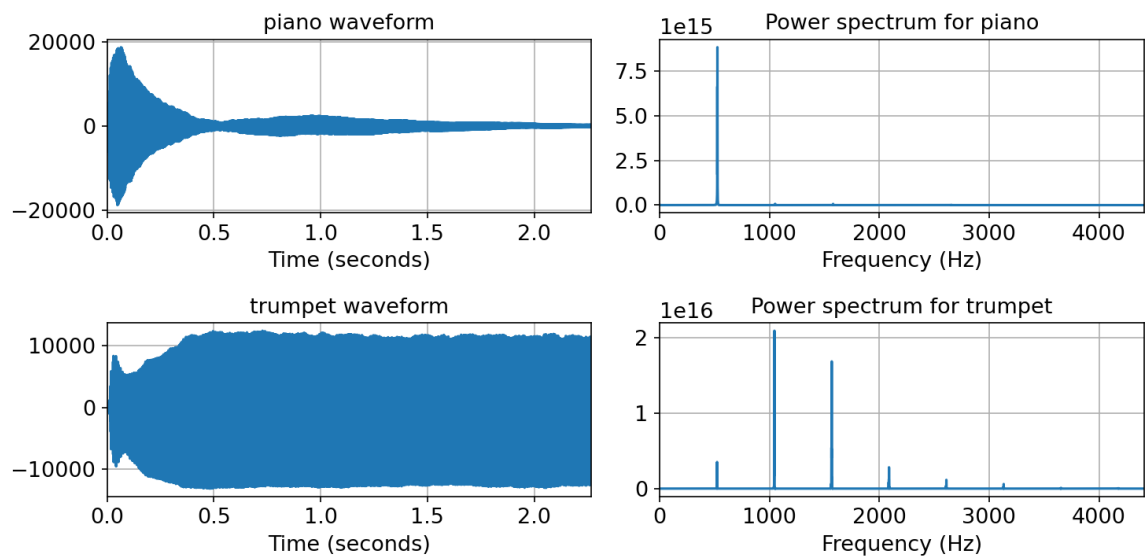 piano waveform
20000
0
−20000
0.0 0.5 1.0 1.5 2.0
Time (seconds)
Power spectrum for piano
1e15
7.5
5.0
2.5
0.0
0 1000 2000 3000 4000
Frequency (Hz)
trumpet waveform
10000
0
−10000
0.0 0.5 1.0 1.5 2.0
Time (seconds)
Power spectrum for trumpet
1e16
2
1
0
0 1000 2000 3000 4000
Frequency (Hz)